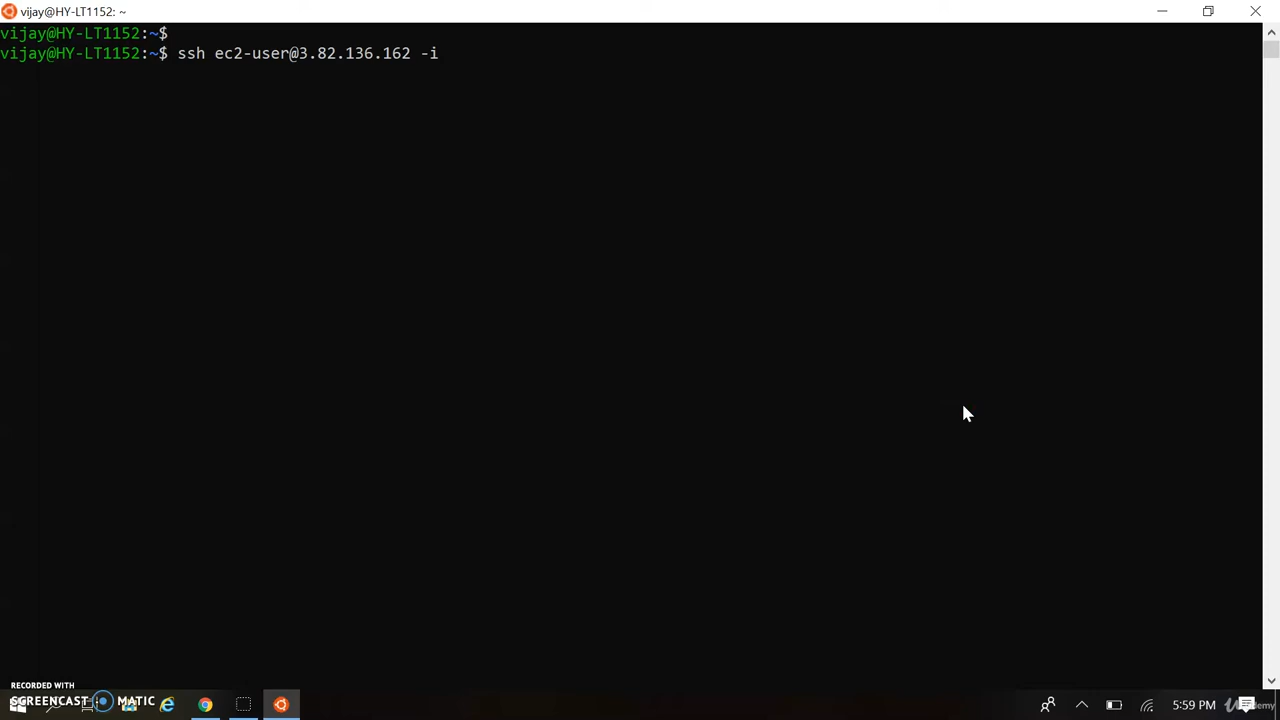 vijay@HY-LT1152: ~
vijay@HY-LT1152:~$
vijay@HY-LT1152:~$ ssh ec2-user@3.82.136.162 -i
RECORDED WITH
SCREENCAST MATIC
5:59 PM